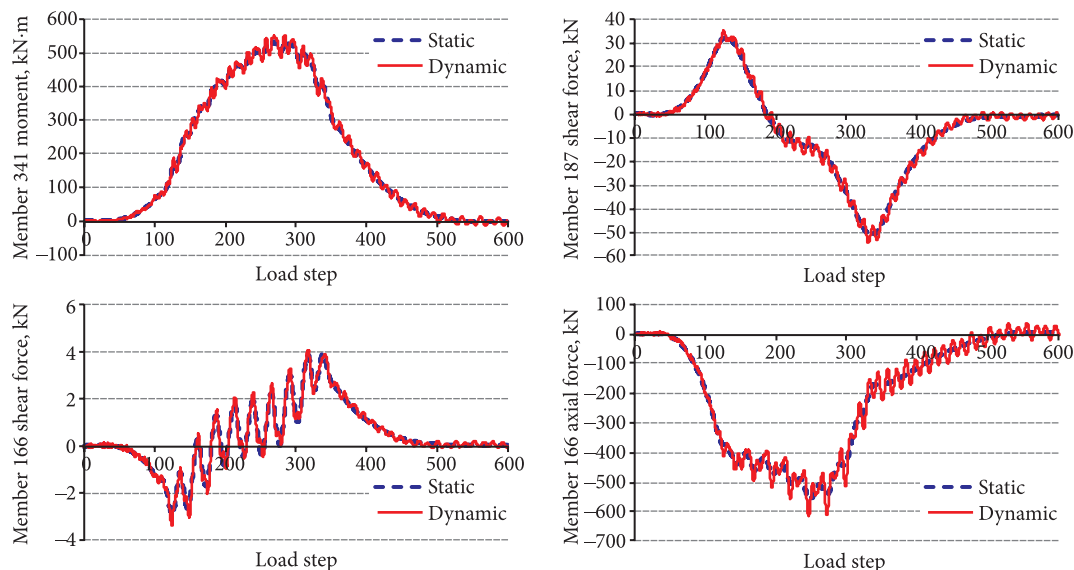 Member 341 moment, kN·m
600
500
400
300
200
100
0
−100
0 100 200 300 400 500 600
Load step
Static
Dynamic
Member 187 shear force, kN
40
30
20
10
0
−10
−20
−30
−40
−50
−60
0 100 200 300 400 500 600
Load step
Static
Dynamic
Member 166 shear force, kN
6
4
2
0
−2
−4
0 100 200 300 400 500 600
Load step
Static
Dynamic
Member 166 axial force, kN
100
0
−100
−200
−300
−400
−500
−600
−700
0 100 200 300 400 500 600
Load step
Static
Dynamic